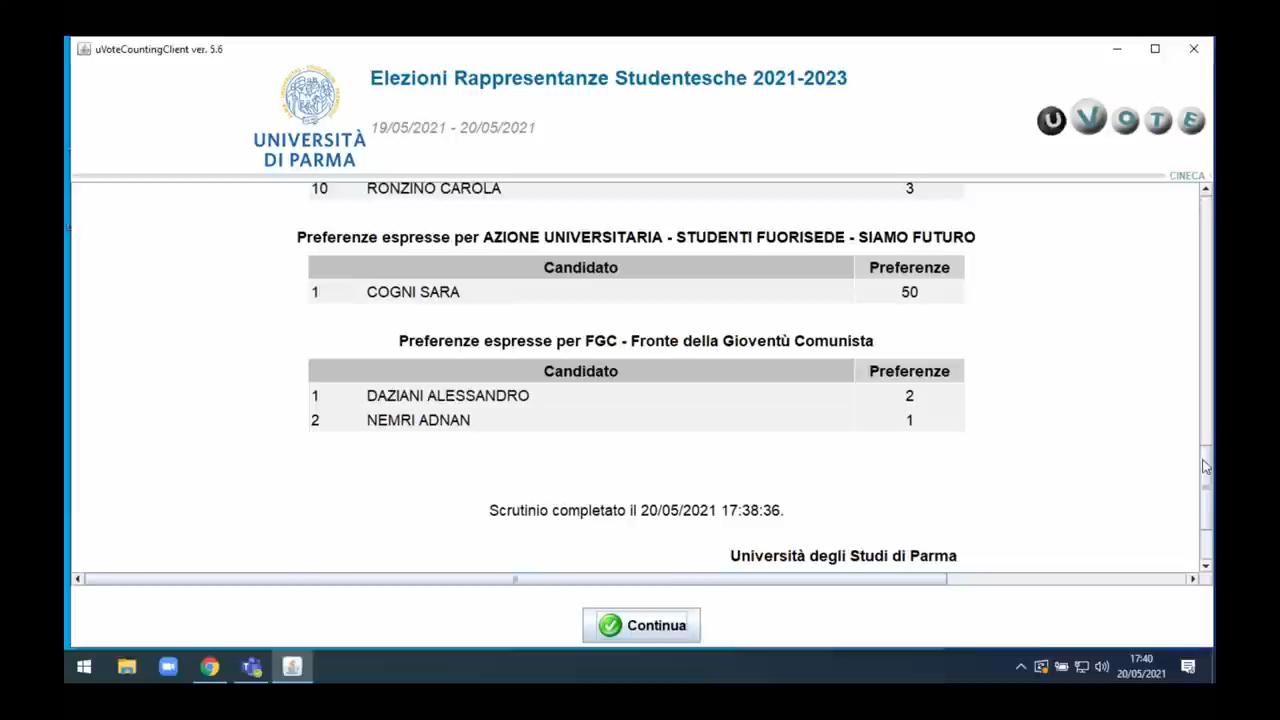 uVoteCountingClient ver. 5.6
Elezioni Rappresentanze Studentesche 2021-2023
19/05/2021 - 20/05/2021
UNIVERSITÀ
DI PARMA
U V O T E
CINECA
10 RONZINO CAROLA 3
Preferenze espresse per AZIONE UNIVERSITARIA - STUDENTI FUORISEDE - SIAMO FUTURO
Candidato Preferenze
1 COGNI SARA 50
Preferenze espresse per FGC - Fronte della Gioventù Comunista
Candidato Preferenze
1 DAZIANI ALESSANDRO 2
2 NEMRI ADNAN 1
Scrutinio completato il 20/05/2021 17:38:36.
Università degli Studi di Parma
Continua
17:40
20/05/2021